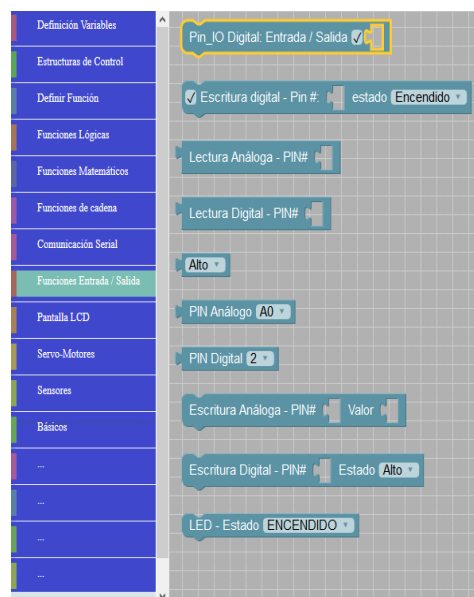 Definición Variables
Estructuras de Control
Definir Función
Funciones Lógicas
Funciones Matemáticos
Funciones de cadena
Comunicación Serial
Funciones Entrada / Salida
Pantalla LCD
Servo-Motores
Sensores
Básicos
...
...
...
...
Pin_IO Digital: Entrada / Salida
Escritura digital - Pin #: estado Encendido
Lectura Análoga - PIN#
Lectura Digital - PIN#
Alto
PIN Análogo A0
PIN Digital 2
Escritura Análoga - PIN# Valor
Escritura Digital - PIN# Estado Alto
LED - Estado ENCENDIDO